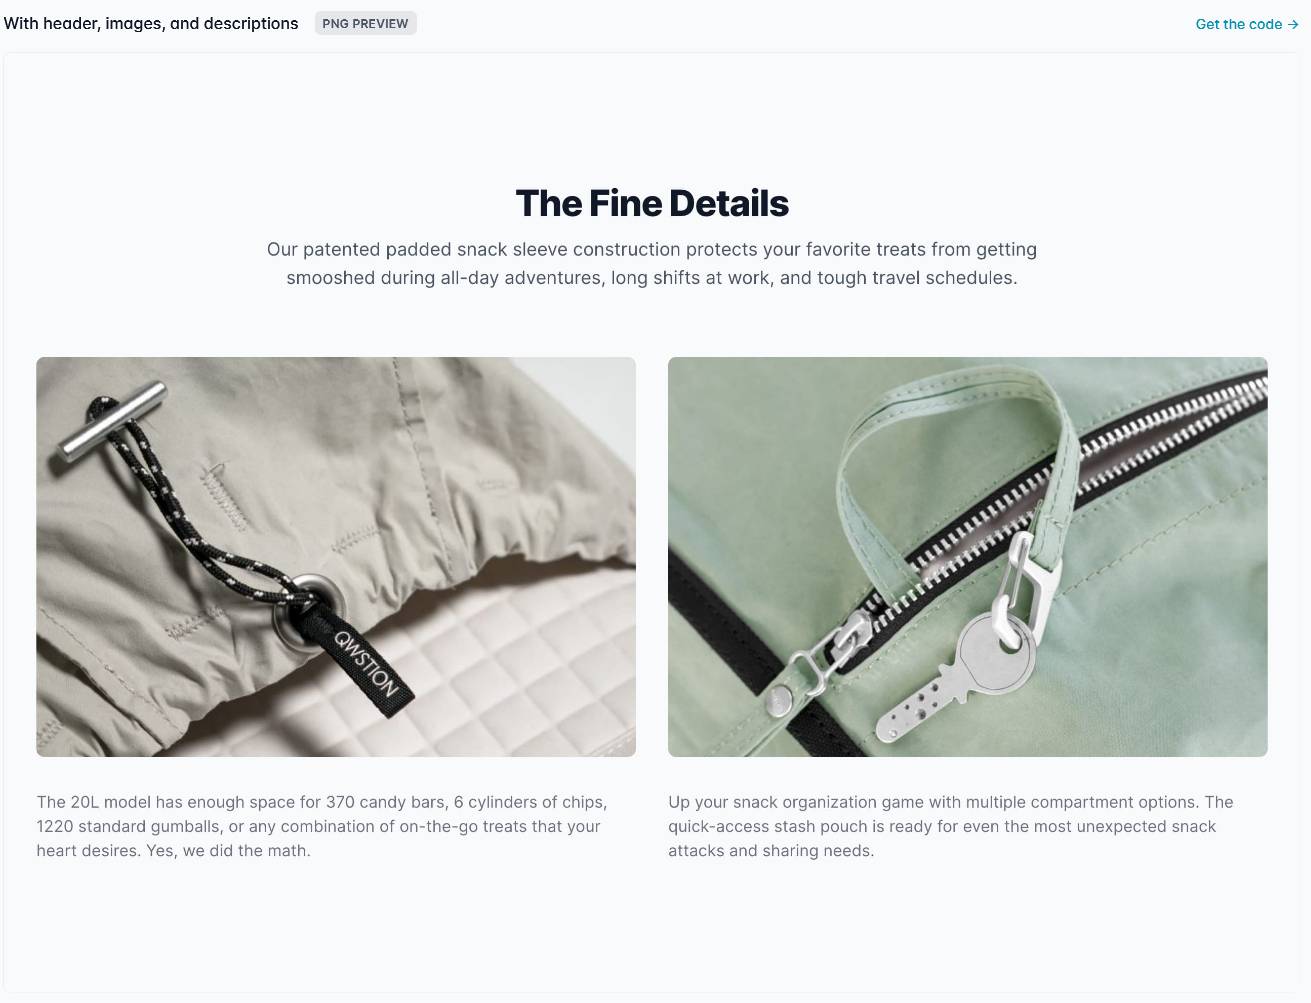 With header, images, and descriptions
PNG PREVIEW
Get the code →
The Fine Details
Our patented padded snack sleeve construction protects your favorite treats from getting
smooshed during all-day adventures, long shifts at work, and tough travel schedules.
QWSTION
The 20L model has enough space for 370 candy bars, 6 cylinders of chips,
1220 standard gumballs, or any combination of on-the-go treats that your
heart desires. Yes, we did the math.
Up your snack organization game with multiple compartment options. The
quick-access stash pouch is ready for even the most unexpected snack
attacks and sharing needs.